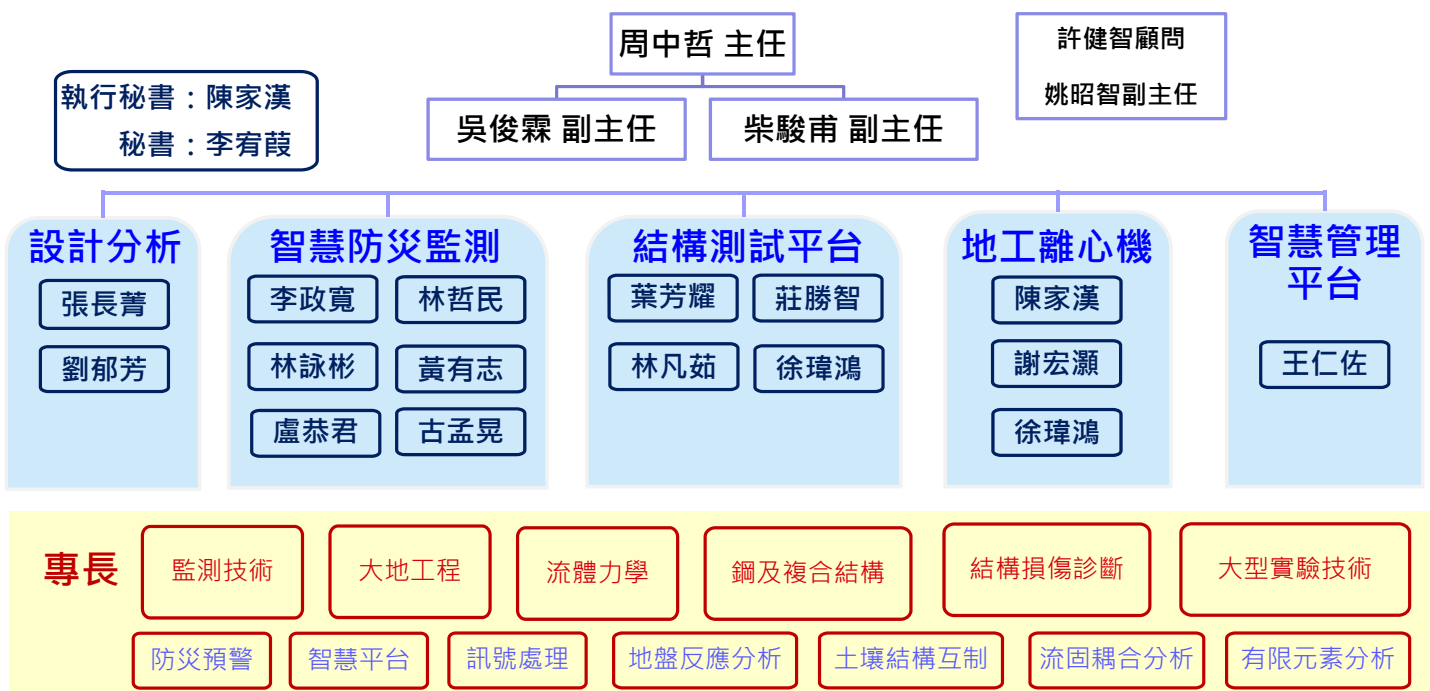 周中哲 主任
許健智顧問
姚昭智副主任
執行秘書：陳家漢
秘書：李宥葭
吳俊霖 副主任
柴駿甫 副主任
設計分析
張長菁
劉郁芳
智慧防災監測
李政寬
林哲民
林詠彬
黃有志
盧恭君
古孟晃
結構測試平台
葉芳耀
莊勝智
林凡茹
徐瑋鴻
地工離心機
陳家漢
謝宏灝
徐瑋鴻
智慧管理
平台
王仁佐
專長
監測技術
大地工程
流體力學
鋼及複合結構
結構損傷診斷
大型實驗技術
防災預警
智慧平台
訊號處理
地盤反應分析
土壤結構互制
流固耦合分析
有限元素分析